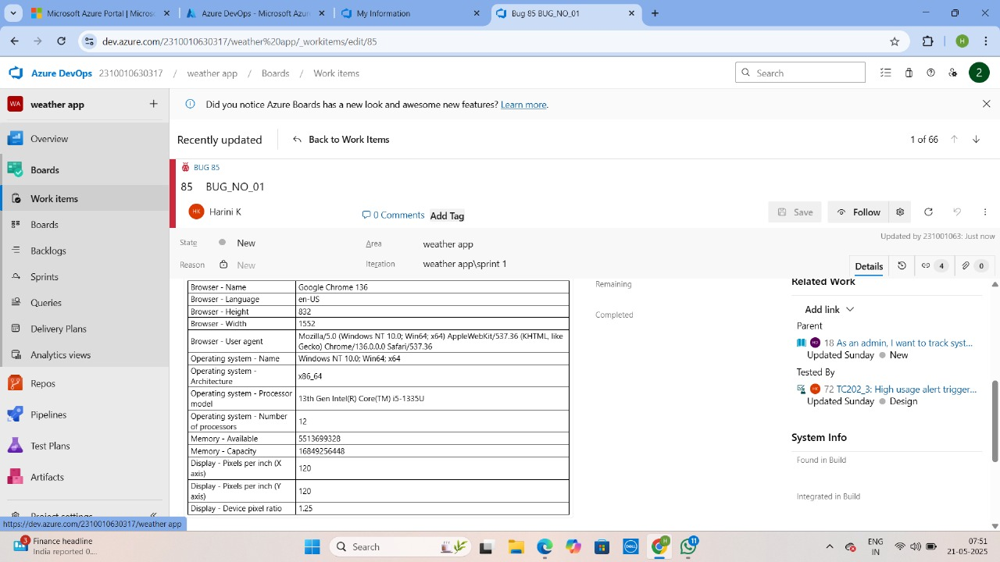 Microsoft Azure Portal | Micros
Azure DevOps - Microsoft Azur
My Information
Bug 85 BUG_NO_01
dev.azure.com/2310010630317/weather%20app/_workitems/edit/85
H
Azure DevOps 2310010630317 / weather app / Boards / Work items
Search
2
WA weather app
Did you notice Azure Boards has a new look and awesome new features? Learn more.
Overview
Boards
Work items
Boards
Backlogs
Sprints
Queries
Delivery Plans
Analytics views
Repos
Pipelines
Test Plans
Artifacts
Project settings
Recently updated
Back to Work Items
1 of 66
BUG 85
85 BUG_NO_01
HK Harini K
0 Comments Add Tag
Save
Follow
State New
Area weather app
Updated by 231001063: Just now
Reason New
Iteration weather app\sprint 1
Details
4
0
Browser - Name Google Chrome 136
Browser - Language en-US
Browser - Height 832
Browser - Width 1552
Browser - User agent Mozilla/5.0 (Windows NT 10.0; Win64; x64) AppleWebKit/537.36 (KHTML, like
Gecko) Chrome/136.0.0.0 Safari/537.36
Operating system - Name Windows NT 10.0; Win64; x64
Operating system -
Architecture x86_64
Operating system - Processor
model 13th Gen Intel(R) Core(TM) i5-1335U
Operating system - Number
of processors 12
Memory - Available 5513699328
Memory - Capacity 16849256448
Display - Pixels per inch (X
axis) 120
Display - Pixels per inch (Y
axis) 120
Display - Device pixel ratio 1.25
Remaining
Completed
Related Work
Add link
Parent
18 As an admin, I want to track syst...
Updated Sunday New
Tested By
HK 72 TC202_3: High usage alert trigger...
Updated Sunday Design
System Info
Found in Build
Integrated in Build
https://dev.azure.com/2310010630317/weather app
3
Finance headline
India reported 0...
Search
DELL
H
11
ENG
IN
07:51
21-05-2025